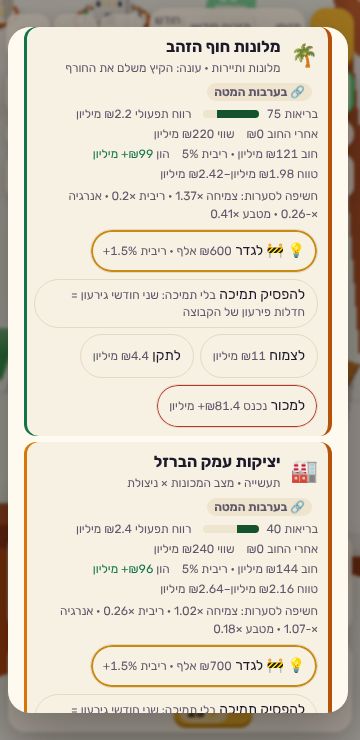 מלונות חוף הזהב
מלונות ותיירות · עונה: הקיץ משלם את החורף
בערבות המטה
בריאות 75 רווח תפעולי ₪2.2 מיליון
אחרי החוב ₪0 שווי ₪220 מיליון
חוב ₪121 מיליון · ריבית 5% הון ₪99+ מיליון
טווח ₪1.98 מיליון–₪2.42 מיליון
חשיפה לסערות: צמיחה ×1.37 · ריבית ×0.2 · אנרגיה
×-0.26 · מטבע ×0.41
לגדר ₪600 אלף · ריבית 1.5%+
להפסיק תמיכה בלי תמיכה: שני חודשי גירעון =
חדלות פירעון של הקבוצה
לצמוח ₪11 מיליון
לתקן ₪4.4 מיליון
למכור נכנס ₪81.4+ מיליון
יציקות עמק הברזל
תעשייה · מצב המכונות × ניצולת
בערבות המטה
בריאות 40 רווח תפעולי ₪2.4 מיליון
אחרי החוב ₪0 שווי ₪240 מיליון
חוב ₪144 מיליון · ריבית 5% הון ₪96+ מיליון
טווח ₪2.16 מיליון–₪2.64 מיליון
חשיפה לסערות: צמיחה ×1.02 · ריבית ×0.26 · אנרגיה
×-1.07 · מטבע ×0.18
לגדר ₪700 אלף · ריבית 1.5%+
להפסיק תמיכה בלי תמיכה: שני חודשי גירעון =